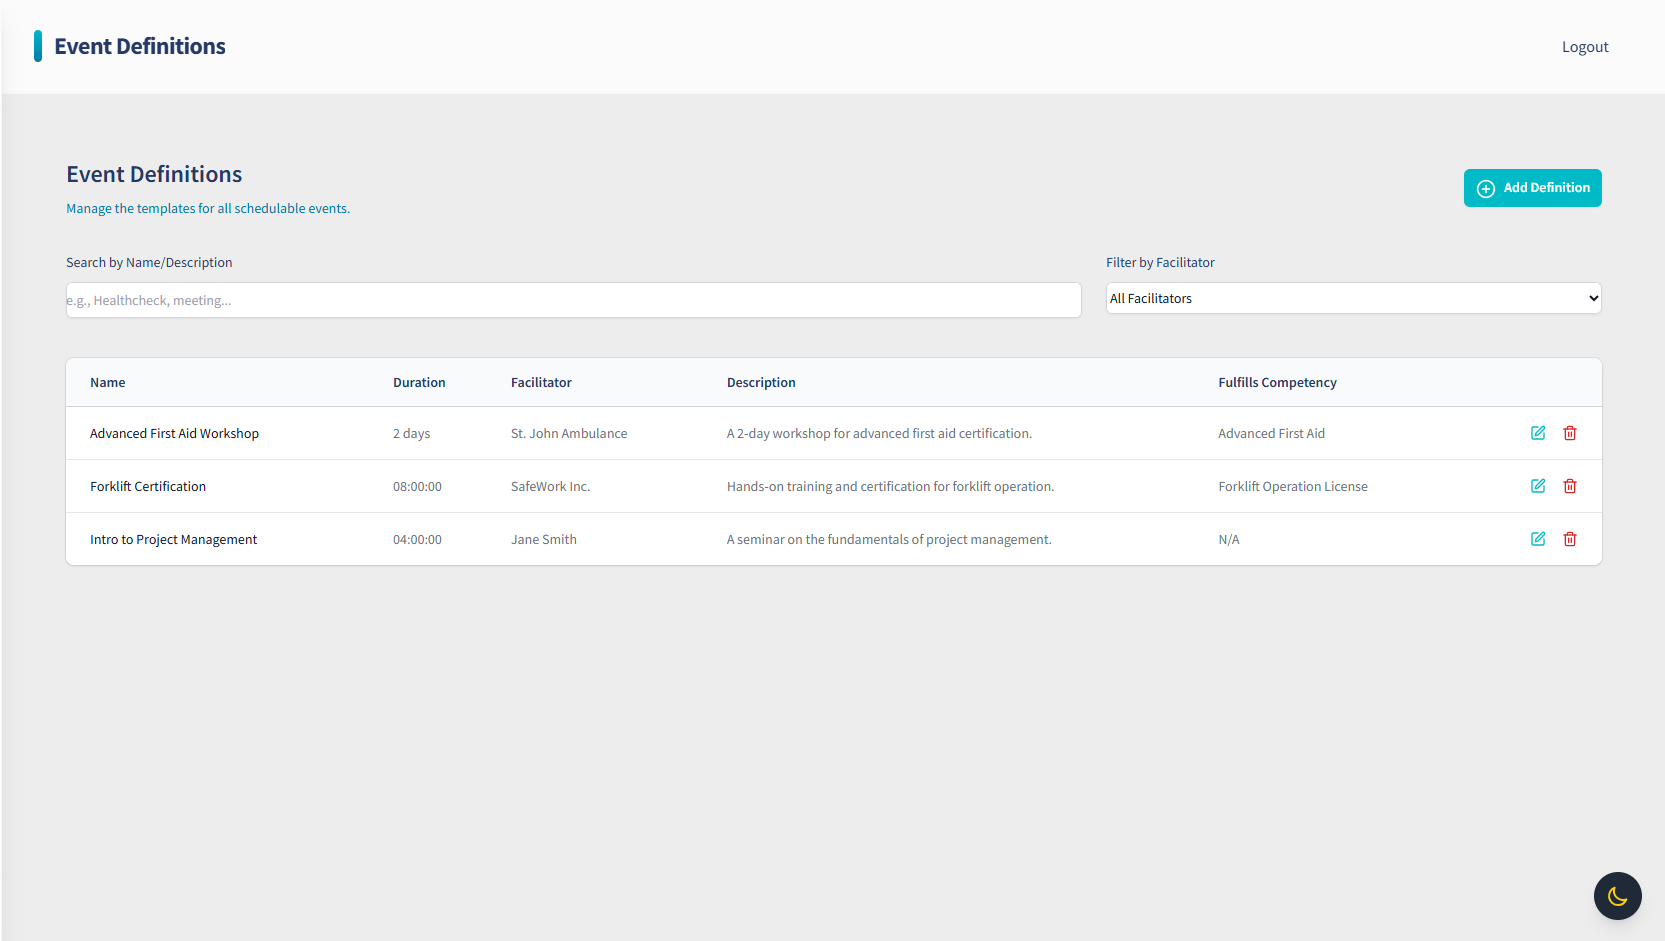 Event Definitions
Logout
Event Definitions
Manage the templates for all schedulable events.
Add Definition
Search by Name/Description
Filter by Facilitator
e.g., Healthcheck, meeting...
All Facilitators
Name Duration Facilitator Description Fulfills Competency
Advanced First Aid Workshop 2 days St. John Ambulance A 2-day workshop for advanced first aid certification. Advanced First Aid
Forklift Certification 08:00:00 SafeWork Inc. Hands-on training and certification for forklift operation. Forklift Operation License
Intro to Project Management 04:00:00 Jane Smith A seminar on the fundamentals of project management. N/A